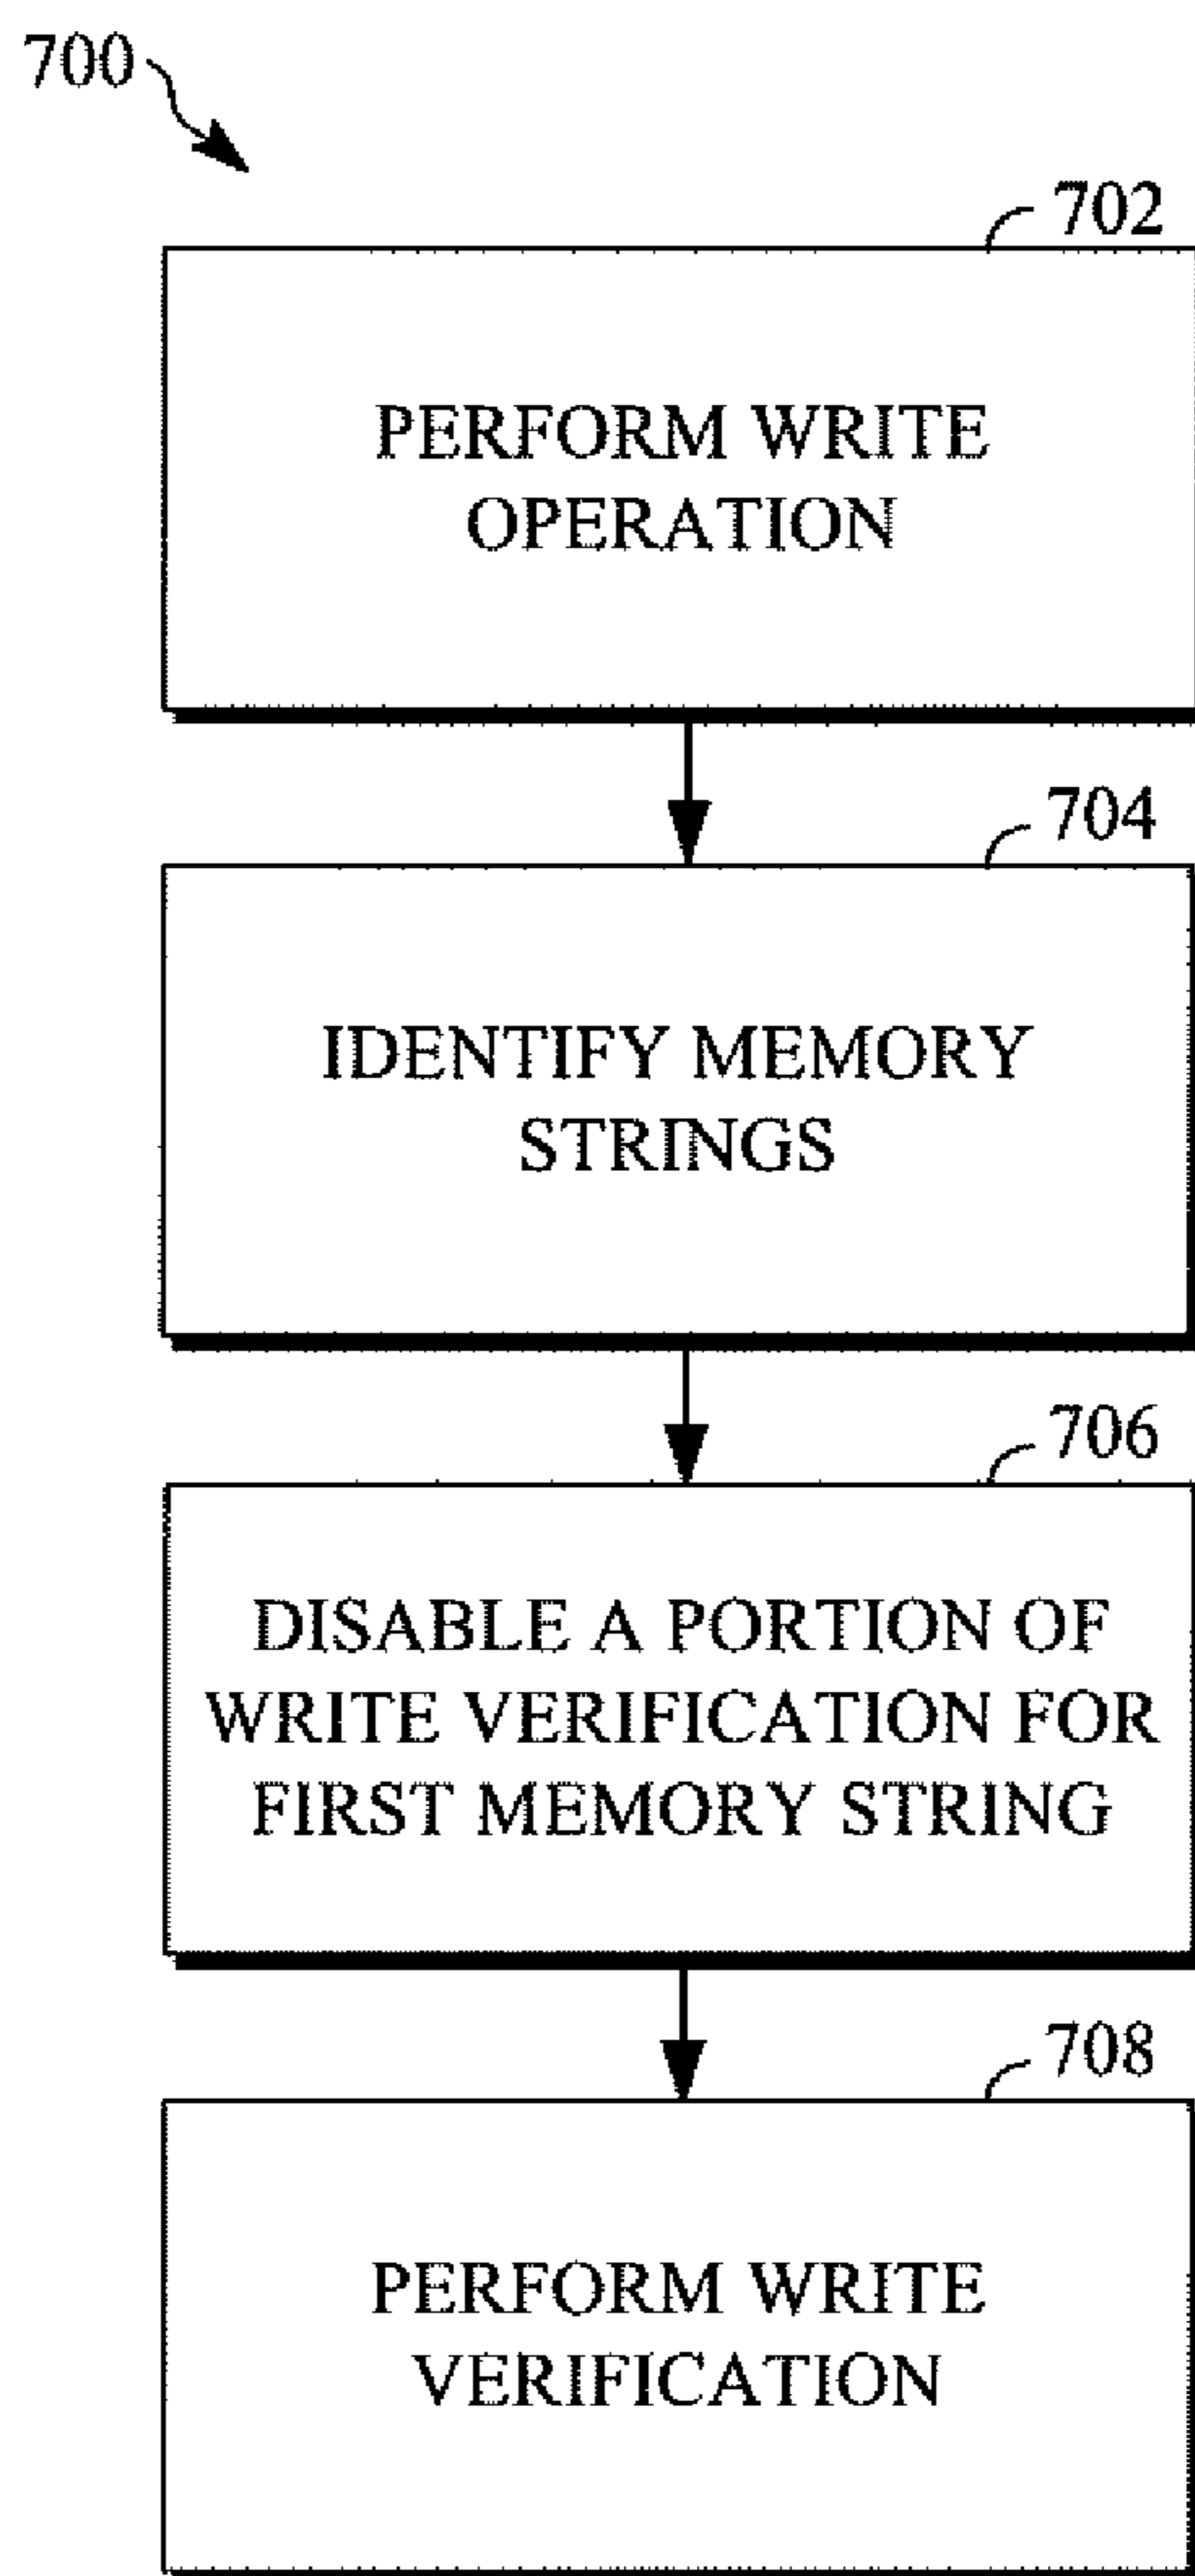 700
702
PERFORM WRITE
OPERATION
704
IDENTIFY MEMORY
STRINGS
706
DISABLE A PORTION OF
WRITE VERIFICATION FOR
FIRST MEMORY STRING
708
PERFORM WRITE
VERIFICATION